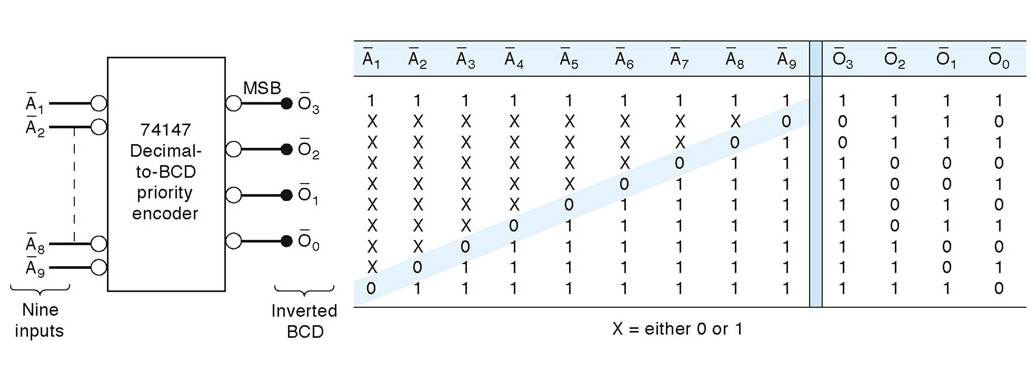 Ā₁
Ā₂
Ā₈
Ā₉
Nine
inputs
74147
Decimal-
to-BCD
priority
encoder
MSB
Ō₃
Ō₂
Ō₁
Ō₀
Inverted
BCD
Ā₁ Ā₂ Ā₃ Ā₄ Ā₅ Ā₆ Ā₇ Ā₈ Ā₉ Ō₃ Ō₂ Ō₁ Ō₀
1 1 1 1 1 1 1 1 1 1 1 1 1
X X X X X X X X 0 0 1 1 0
X X X X X X X 0 1 0 1 1 1
X X X X X X 0 1 1 1 0 0 0
X X X X X 0 1 1 1 1 0 0 1
X X X X 0 1 1 1 1 1 0 1 0
X X X 0 1 1 1 1 1 1 0 1 1
X X 0 1 1 1 1 1 1 1 1 0 0
X 0 1 1 1 1 1 1 1 1 1 0 1
0 1 1 1 1 1 1 1 1 1 1 1 0
X = either 0 or 1